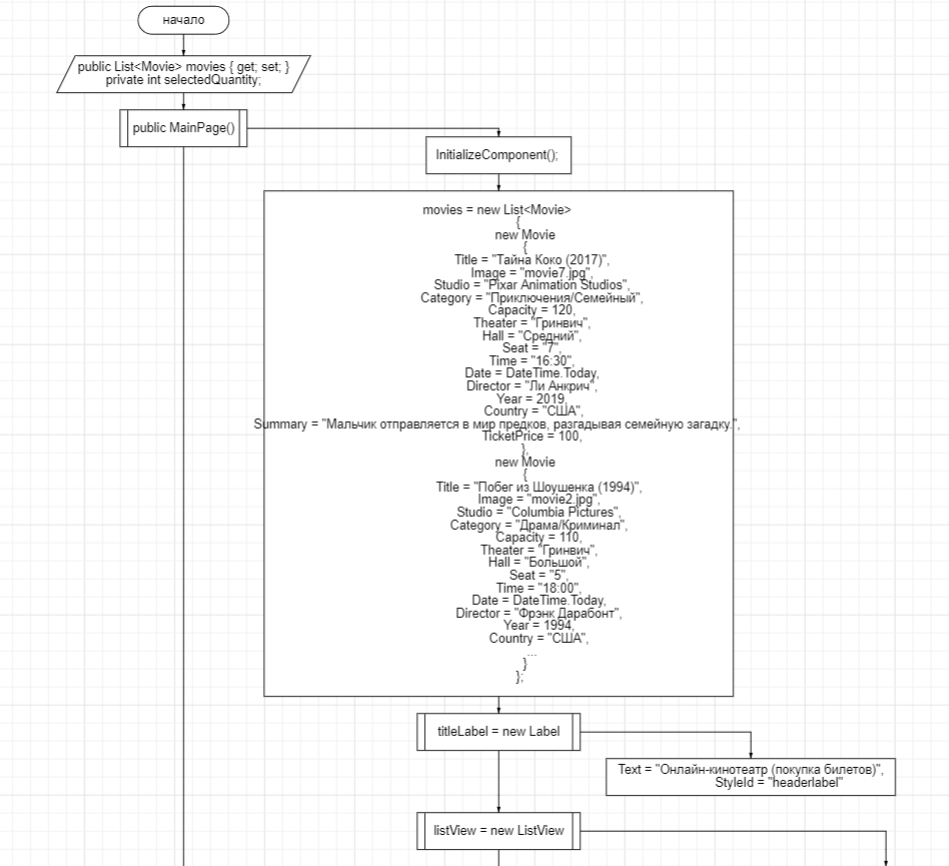 начало
public List<Movie> movies { get; set; }
private int selectedQuantity;
public MainPage()
InitializeComponent();
movies = new List<Movie>
{
new Movie
{
Title = "Тайна Коко (2017)",
Image = "movie7.jpg",
Studio = "Pixar Animation Studios",
Category = "Приключения/Семейный",
Capacity = 120,
Theater = "Гринвич",
Hall = "Средний",
Seat = "7",
Time = "16:30",
Date = DateTime.Today,
Director = "Ли Анкрич",
Year = 2019,
Country = "США",
Summary = "Мальчик отправляется в мир предков, разгадывая семейную загадку.",
TicketPrice = 100,
},
new Movie
{
Title = "Побег из Шоушенка (1994)",
Image = "movie2.jpg",
Studio = "Columbia Pictures",
Category = "Драма/Криминал",
Capacity = 110,
Theater = "Гринвич",
Hall = "Большой",
Seat = "5",
Time = "18:00",
Date = DateTime.Today,
Director = "Фрэнк Дарабонт",
Year = 1994,
Country = "США",
...
}
};
titleLabel = new Label
Text = "Онлайн-кинотеатр (покупка билетов)",
StyleId = "headerlabel"
listView = new ListView